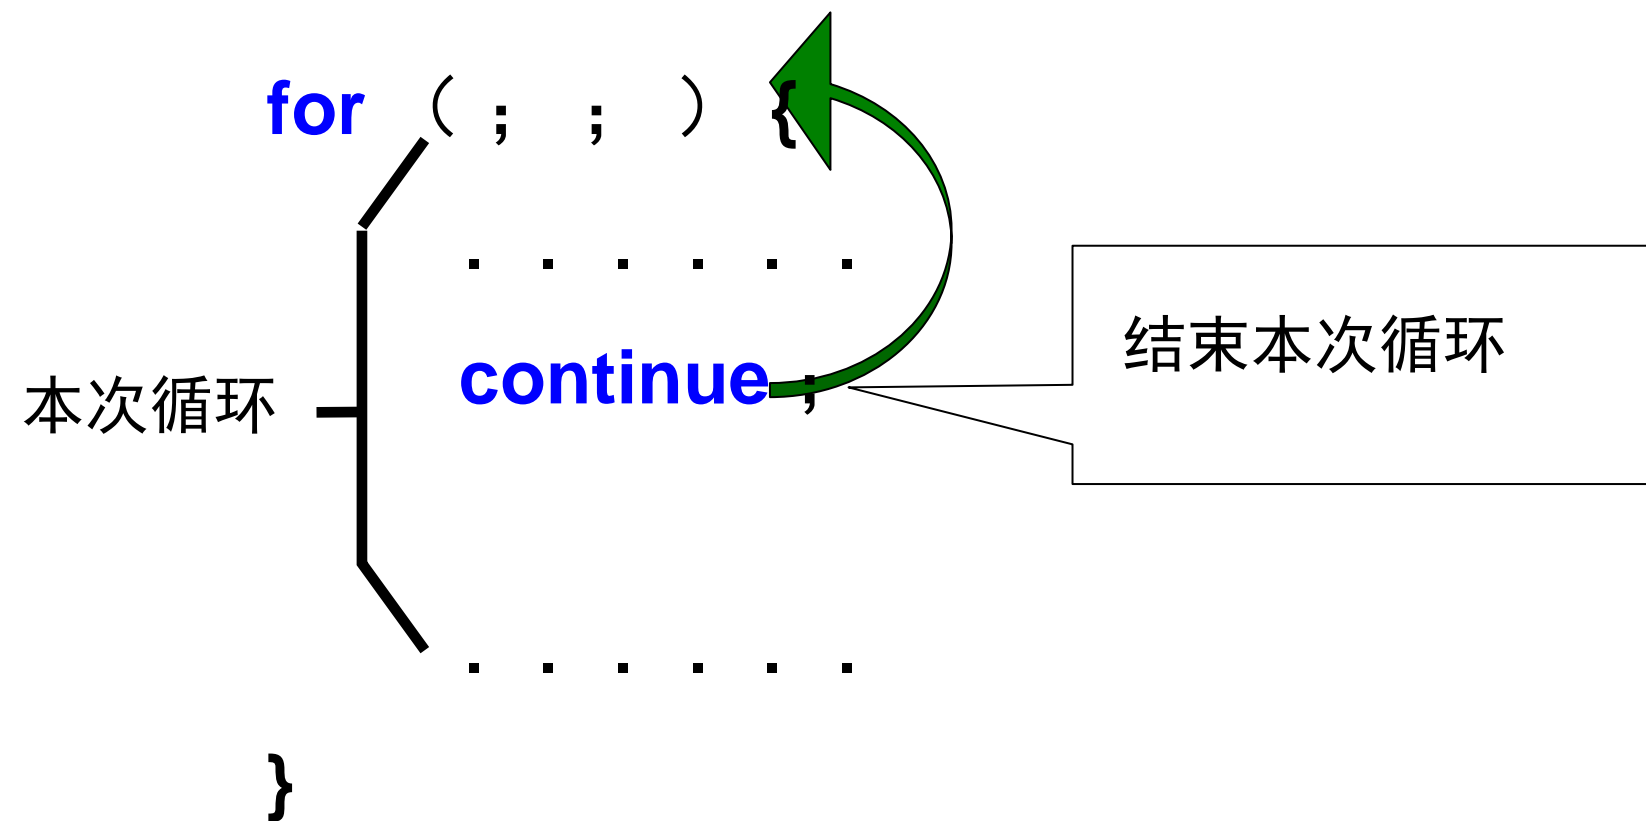 for （ ； ； ） {
. . . . . .
结束本次循环
continue ;
本次循环
. . . . . .
}